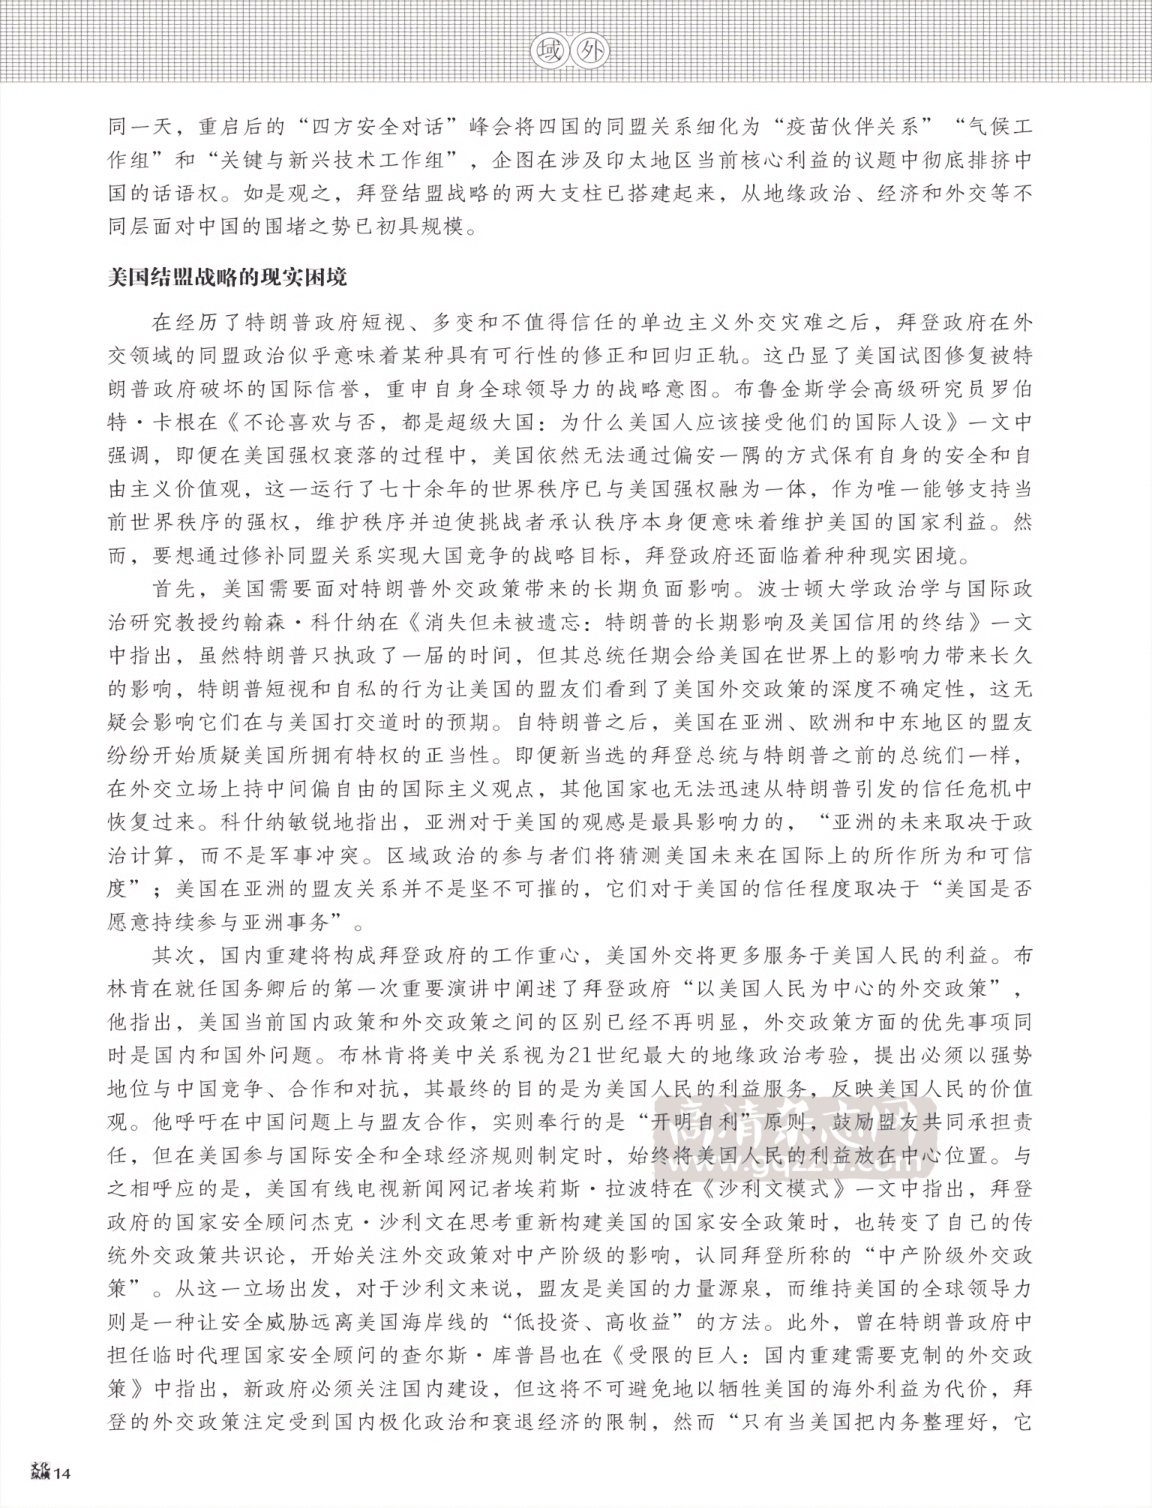 域外
同一天，重启后的“四方安全对话”峰会将四国的同盟关系细化为“疫苗伙伴关系”“气候工
作组”和“关键与新兴技术工作组”，企图在涉及印太地区当前核心利益的议题中彻底排挤中
国的话语权。如是观之，拜登结盟战略的两大支柱已搭建起来，从地缘政治、经济和外交等不
同层面对中国的围堵之势已初具规模。
美国结盟战略的现实困境
在经历了特朗普政府短视、多变和不值得信任的单边主义外交灾难之后，拜登政府在外
交领域的同盟政治似乎意味着某种具有可行性的修正和回归正轨。这凸显了美国试图修复被特
朗普政府破坏的国际信誉，重申自身全球领导力的战略意图。布鲁金斯学会高级研究员罗伯
特·卡根在《不论喜欢与否，都是超级大国：为什么美国人应该接受他们的国际人设》一文中
强调，即便在美国强权衰落的过程中，美国依然无法通过偏安一隅的方式保有自身的安全和自
由主义价值观，这一运行了七十余年的世界秩序已与美国强权融为一体，作为唯一能够支持当
前世界秩序的强权，维护秩序并迫使挑战者承认秩序本身便意味着维护美国的国家利益。然
而，要想通过修补同盟关系实现大国竞争的战略目标，拜登政府还面临着种种现实困境。
首先，美国需要面对特朗普外交政策带来的长期负面影响。波士顿大学政治学与国际政
治研究教授约翰森·科什纳在《消失但未被遗忘：特朗普的长期影响及美国信用的终结》一文
中指出，虽然特朗普只执政了一届的时间，但其总统任期会给美国在世界上的影响力带来长久
的影响，特朗普短视和自私的行为让美国的盟友们看到了美国外交政策的深度不确定性，这无
疑会影响它们在与美国打交道时的预期。自特朗普之后，美国在亚洲、欧洲和中东地区的盟友
纷纷开始质疑美国所拥有特权的正当性。即便新当选的拜登总统与特朗普之前的总统们一样，
在外交立场上持中间偏自由的国际主义观点，其他国家也无法迅速从特朗普引发的信任危机中
恢复过来。科什纳敏锐地指出，亚洲对于美国的观感是最具影响力的，“亚洲的未来取决于政
治计算，而不是军事冲突。区域政治的参与者们将猜测美国未来在国际上的所作所为和可信
度”；美国在亚洲的盟友关系并不是坚不可摧的，它们对于美国的信任程度取决于“美国是否
愿意持续参与亚洲事务”。
其次，国内重建将构成拜登政府的工作重心，美国外交将更多服务于美国人民的利益。布
林肯在就任国务卿后的第一次重要演讲中阐述了拜登政府“以美国人民为中心的外交政策”，
他指出，美国当前国内政策和外交政策之间的区别已经不再明显，外交政策方面的优先事项同
时是国内和国外问题。布林肯将美中关系视为21世纪最大的地缘政治考验，提出必须以强势
地位与中国竞争、合作和对抗，其最终的目的是为美国人民的利益服务，反映美国人民的价值
观。他呼吁在中国问题上与盟友合作，实则奉行的是“开明自利”原则，鼓励盟友共同承担责
任，但在美国参与国际安全和全球经济规则制定时，始终将美国人民的利益放在中心位置。与
之相呼应的是，美国有线电视新闻网记者埃莉斯·拉波特在《沙利文模式》一文中指出，拜登
政府的国家安全顾问杰克·沙利文在思考重新构建美国的国家安全政策时，也转变了自己的传
统外交政策共识论，开始关注外交政策对中产阶级的影响，认同拜登所称的“中产阶级外交政
策”。从这一立场出发，对于沙利文来说，盟友是美国的力量源泉，而维持美国的全球领导力
则是一种让安全威胁远离美国海岸线的“低投资、高收益”的方法。此外，曾在特朗普政府中
担任临时代理国家安全顾问的查尔斯·库普昌也在《受限的巨人：国内重建需要克制的外交政
策》中指出，新政府必须关注国内建设，但这将不可避免地以牺牲美国的海外利益为代价，拜
登的外交政策注定受到国内极化政治和衰退经济的限制，然而“只有当美国把内务整理好，它
高清杂志网
www.gqzzw.com
文化
纵横 14